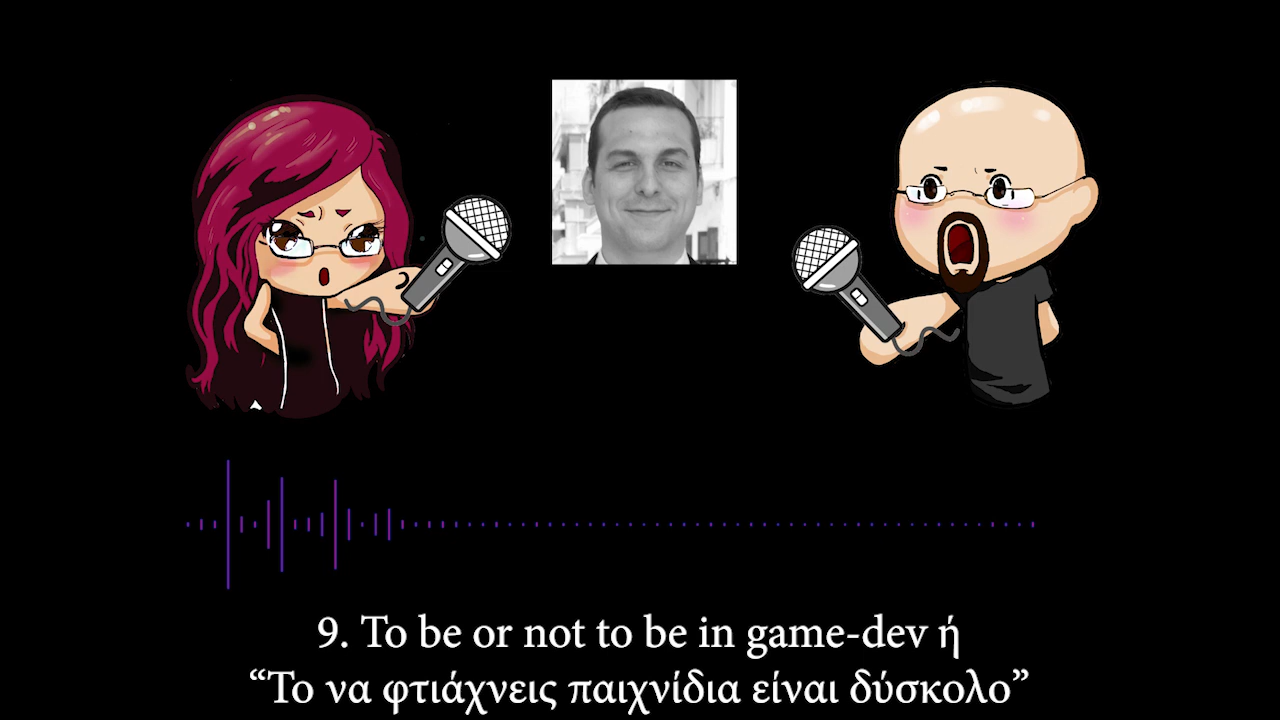 9. To be or not to be in game-dev ή
“Το να φτιάχνεις παιχνίδια είναι δύσκολο”